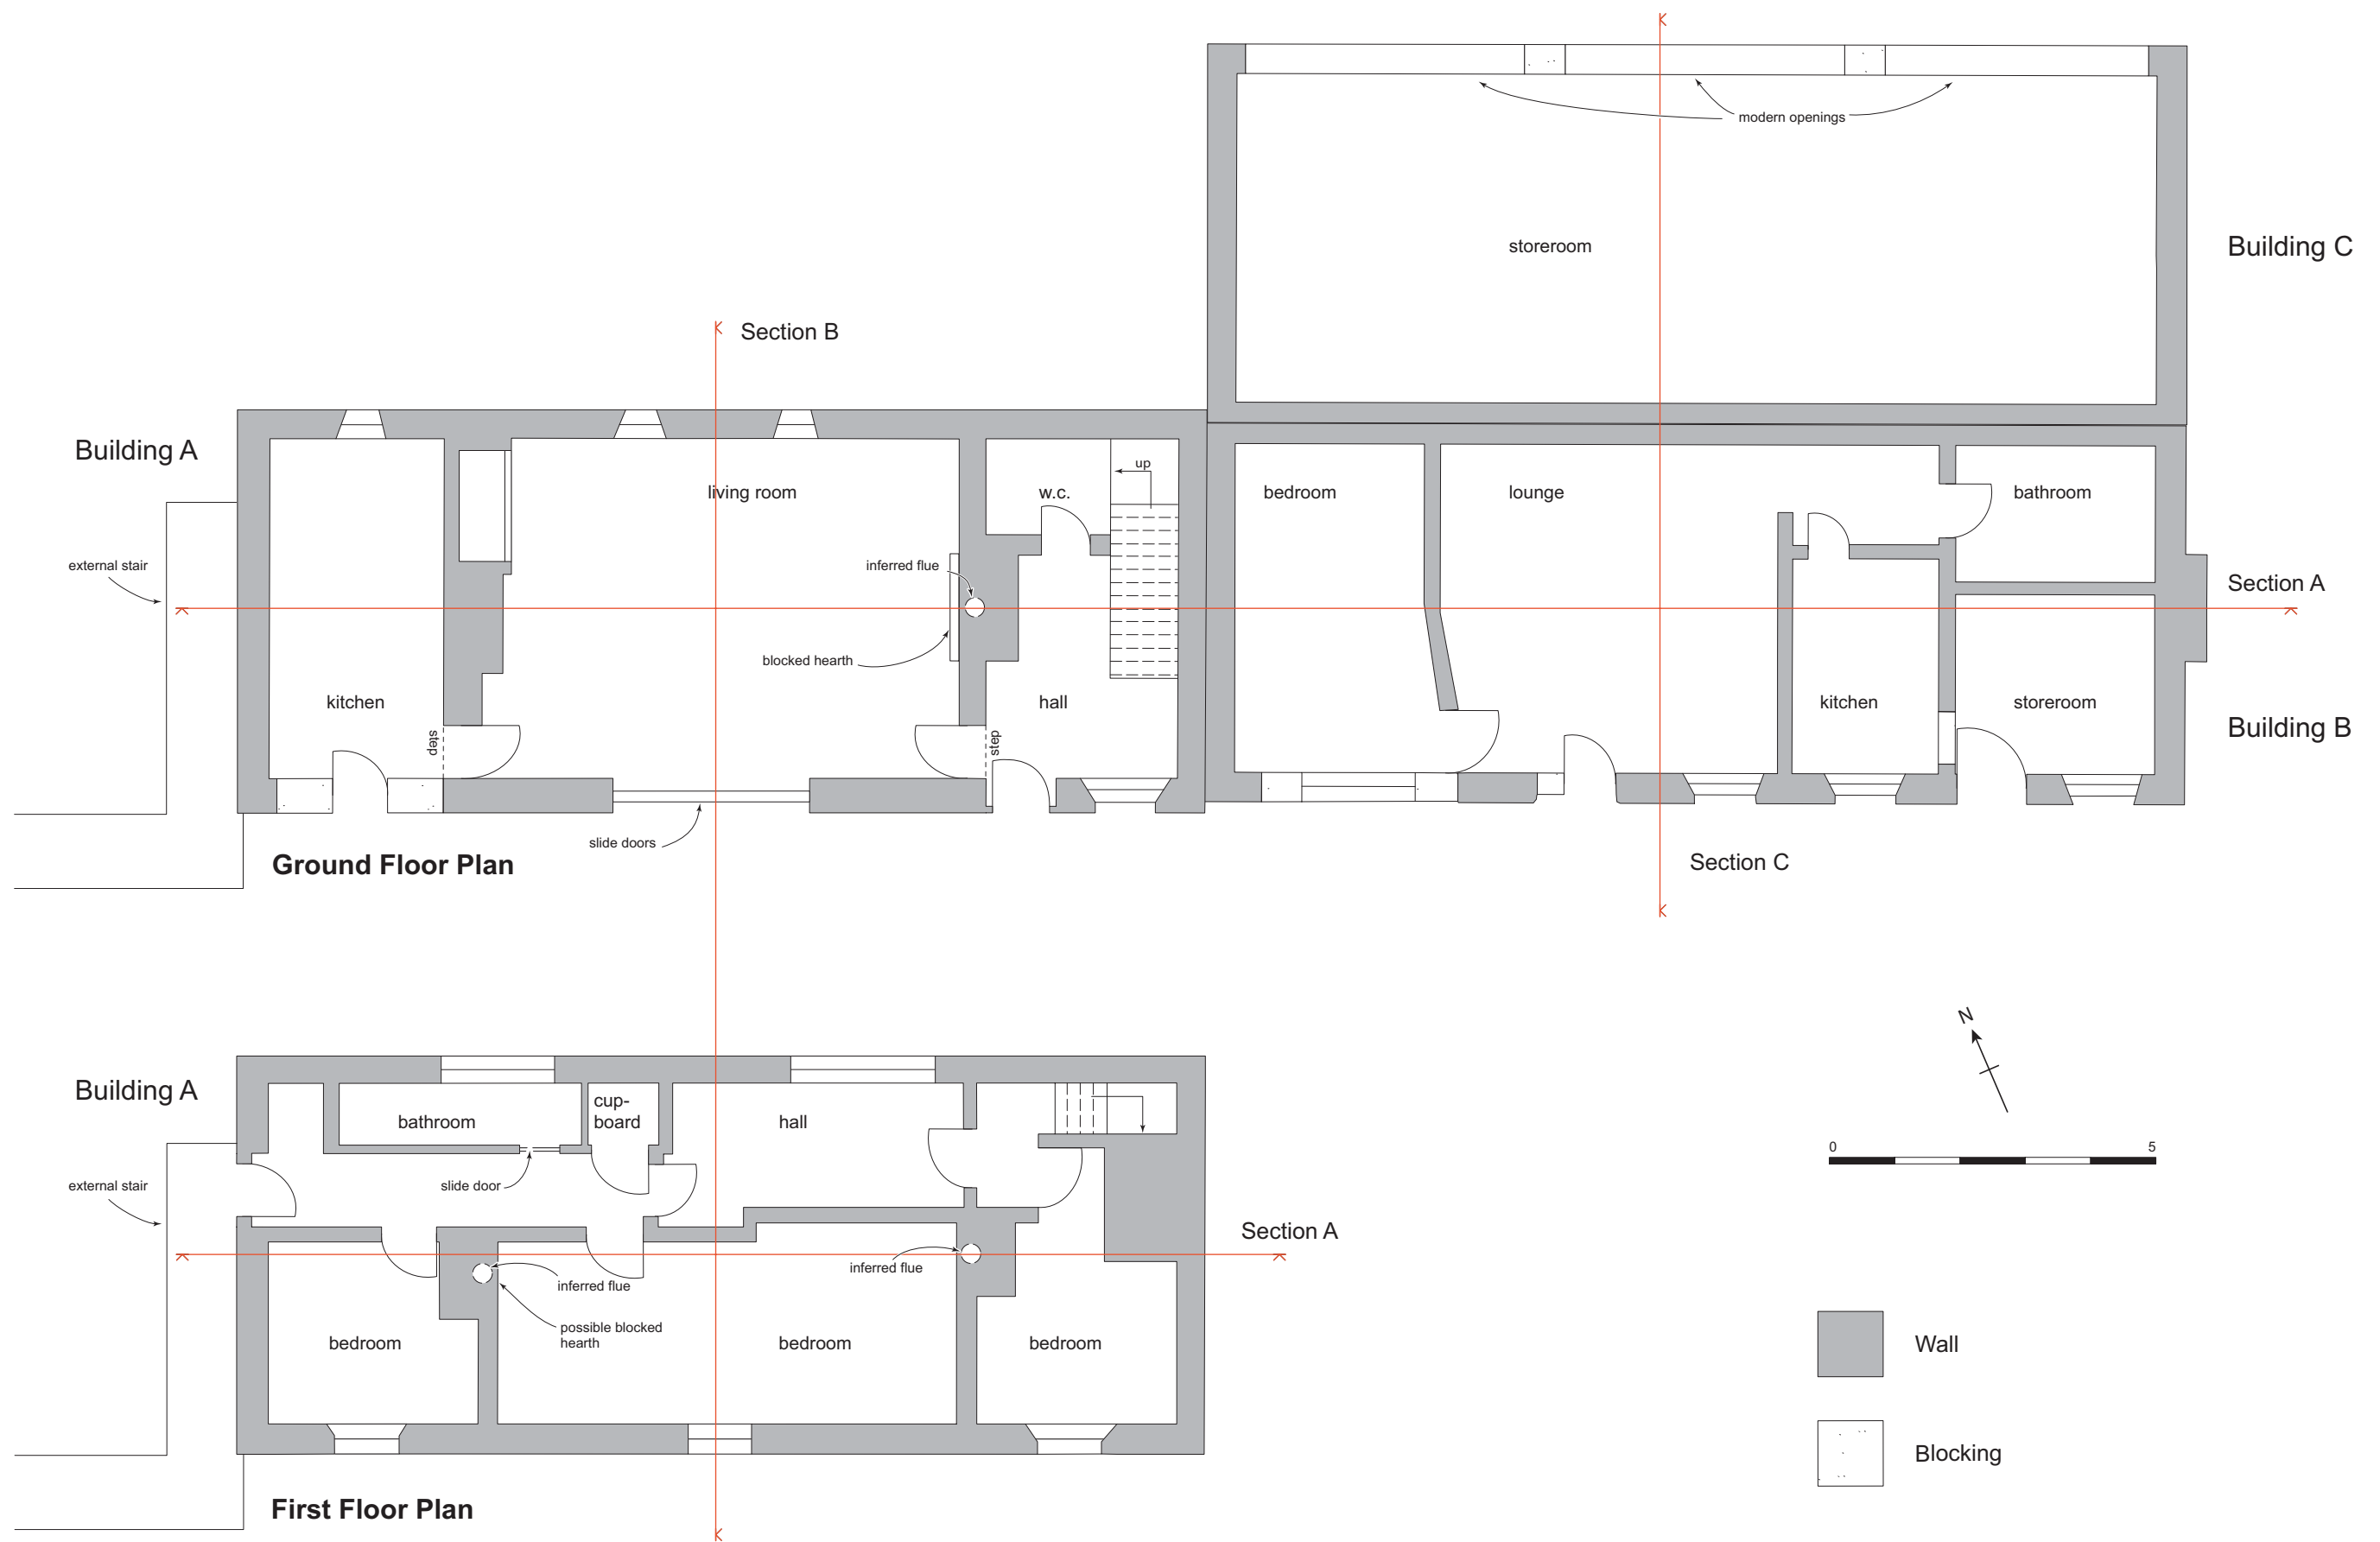 modern openings
storeroom
Building C
Section B
Building A
up
living room
w.c.
bedroom
lounge
bathroom
external stair
inferred flue
Section A
blocked hearth
kitchen
hall
kitchen
storeroom
step
step
Building B
slide doors
Ground Floor Plan
Section C
N
Building A
bathroom
cup-
board
hall
0
5
external stair
slide door
Section A
inferred flue
inferred flue
possible blocked
hearth
bedroom
bedroom
bedroom
Wall
Blocking
First Floor Plan